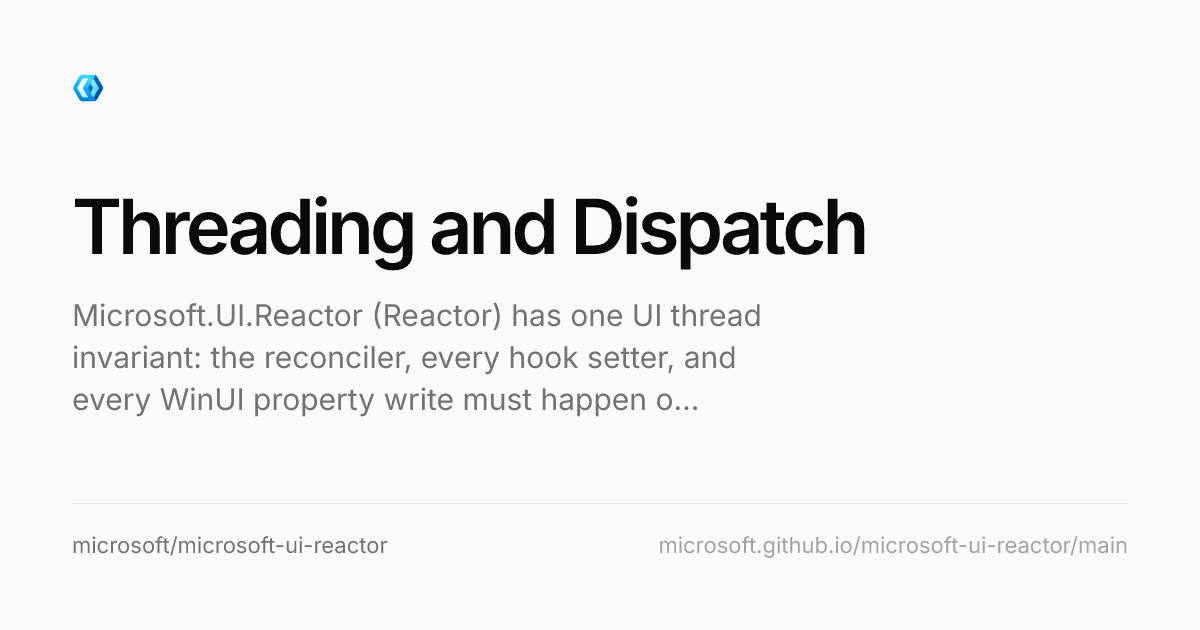 Threading and Dispatch
Microsoft.UI.Reactor (Reactor) has one UI thread
invariant: the reconciler, every hook setter, and
every WinUI property write must happen o...
microsoft/microsoft-ui-reactor
microsoft.github.io/microsoft-ui-reactor/main